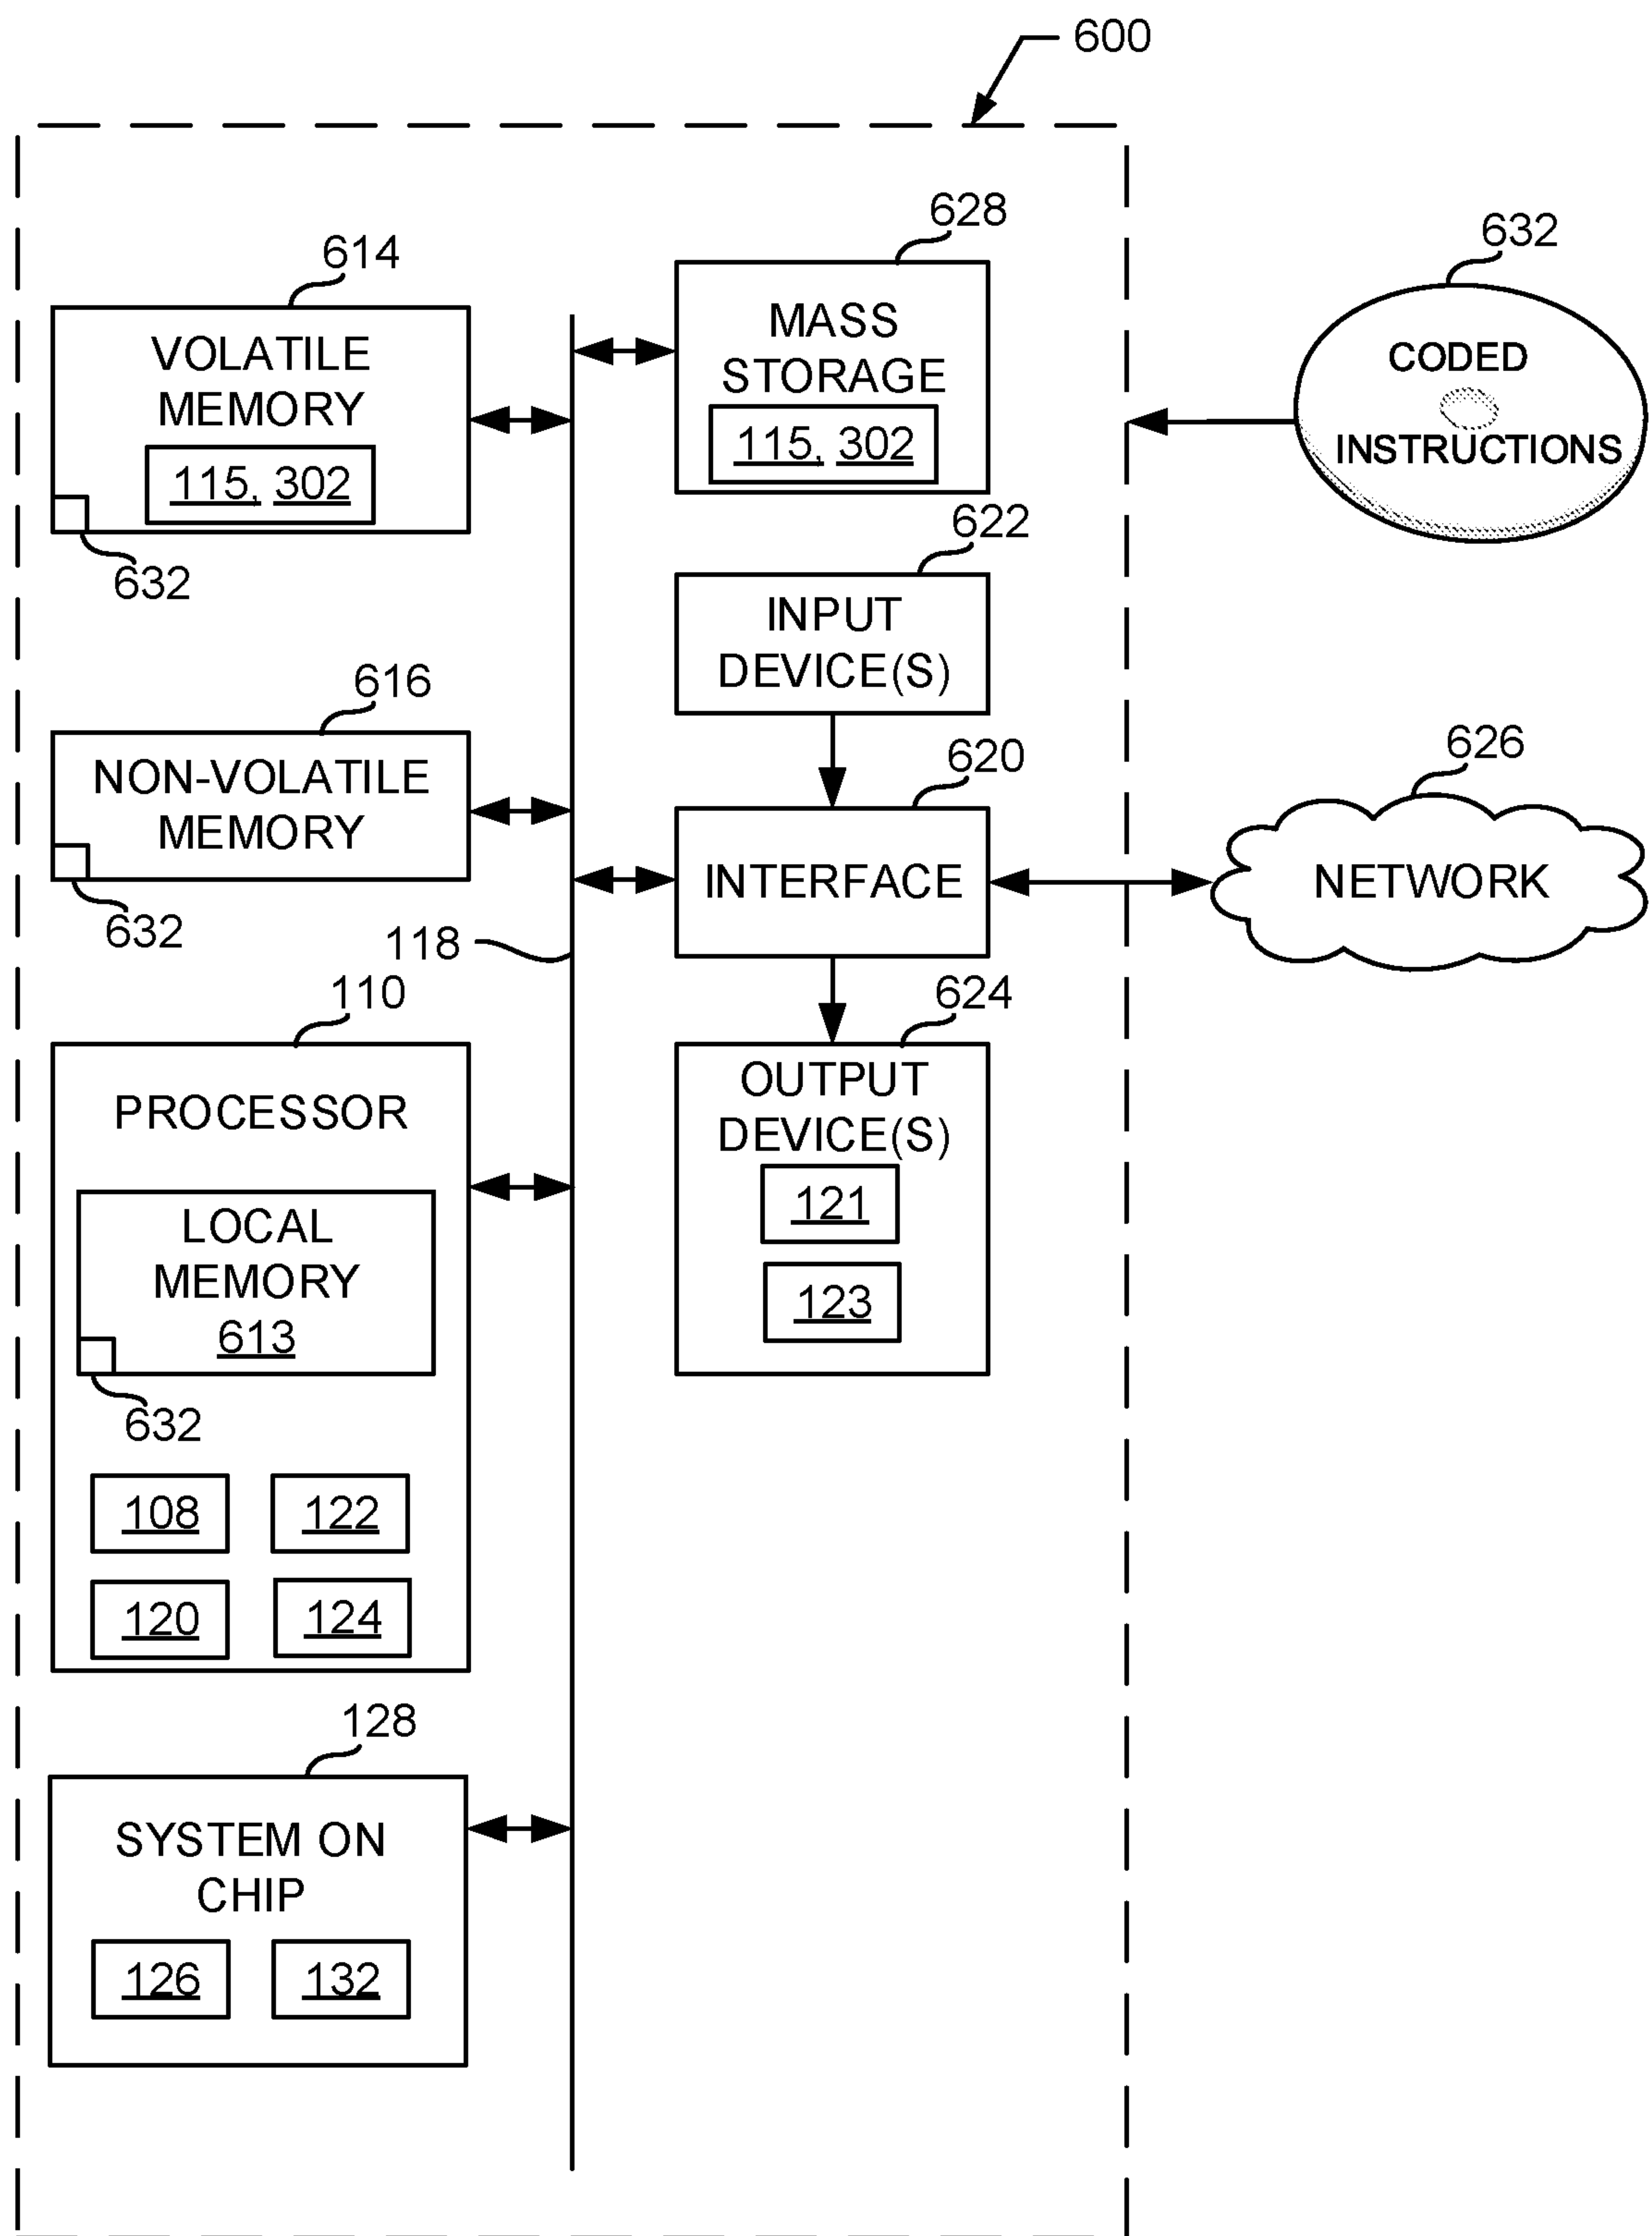 600
614
VOLATILE
MEMORY
115, 302
632
628
MASS
STORAGE
115, 302
632
CODED
INSTRUCTIONS
622
INPUT
DEVICE(S)
616
NON-VOLATILE
MEMORY
632
620
INTERFACE
626
NETWORK
118
110
PROCESSOR
LOCAL
MEMORY
613
632
108
122
120
124
624
OUTPUT
DEVICE(S)
121
123
128
SYSTEM ON
CHIP
126
132